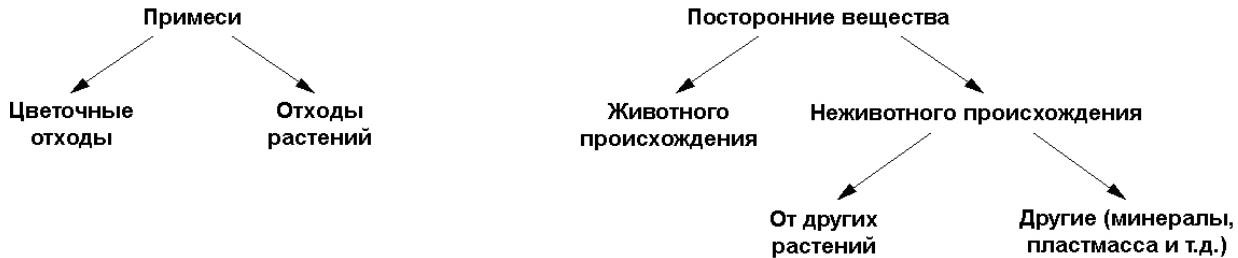 Примеси
Цветочные
отходы
Отходы
растений
Посторонние вещества
Животного
происхождения
Неживотного происхождения
От других
растений
Другие (минералы,
пластмасса и т.д.)